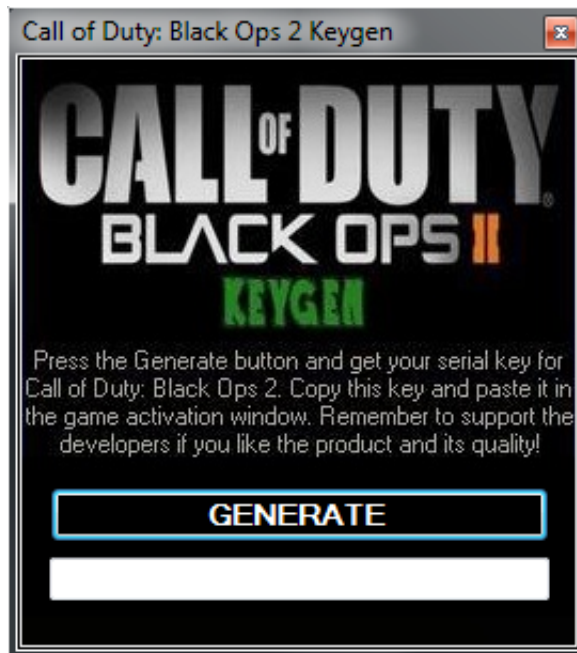 Call of Duty: Black Ops 2 Keygen
x
CALL OF DUTY®
BLACK OPS II
KEYGEN
Press the Generate button and get your serial key for
Call of Duty: Black Ops 2. Copy this key and paste it in
the game activation window. Remember to support the
developers if you like the product and its quality!
GENERATE